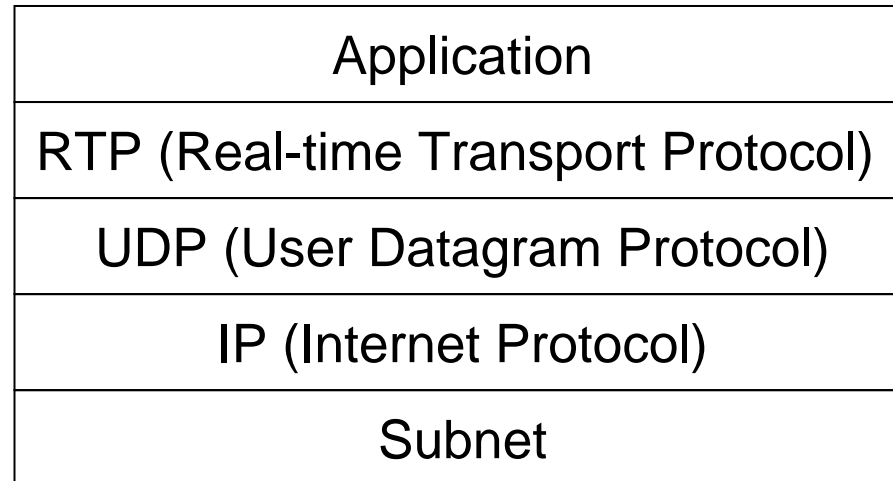 Application
RTP (Real-time Transport Protocol)
UDP (User Datagram Protocol)
IP (Internet Protocol)
Subnet